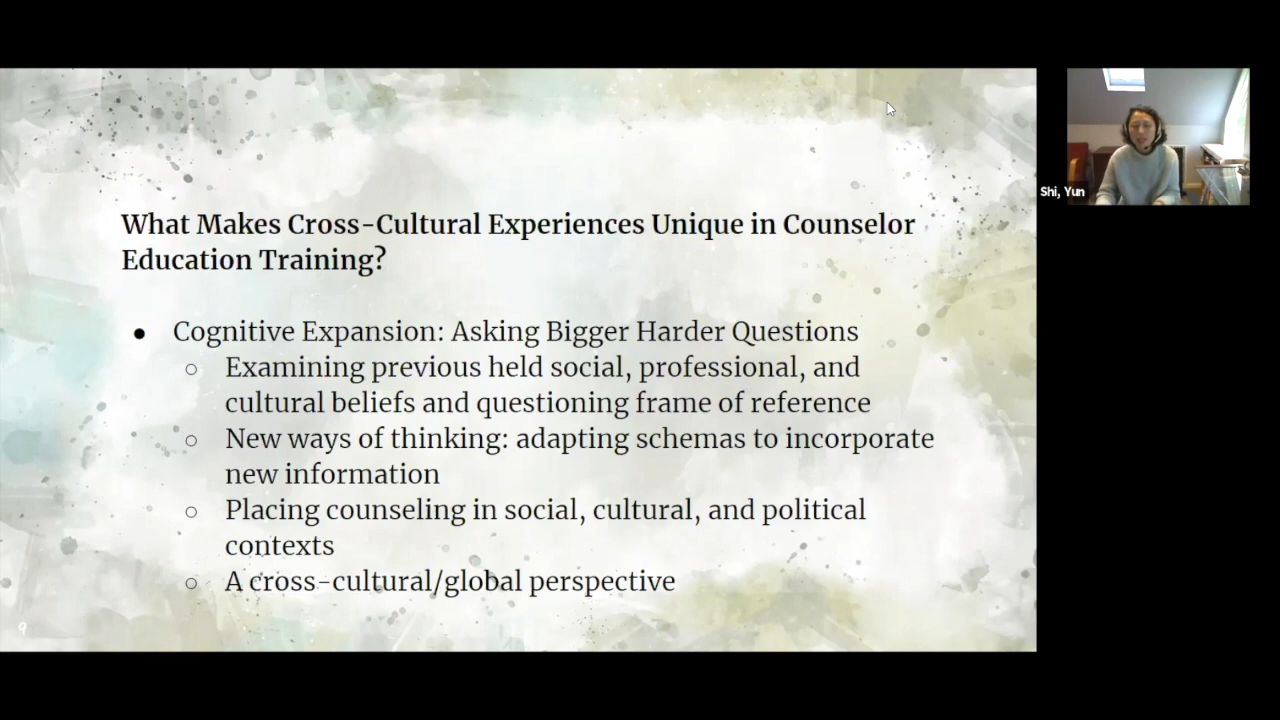 What Makes Cross-Cultural Experiences Unique in Counselor
Education Training?
● Cognitive Expansion: Asking Bigger Harder Questions
○ Examining previous held social, professional, and
cultural beliefs and questioning frame of reference
○ New ways of thinking: adapting schemas to incorporate
new information
○ Placing counseling in social, cultural, and political
contexts
○ A cross-cultural/global perspective
9
Shi, Yun